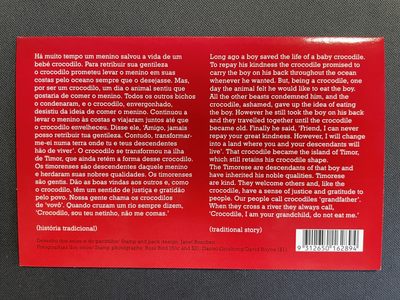 Há muito tempo um menino salvou a vida de um
bebé crocodilo. Para retribuir sua gentileza
o crocodilo prometeu levar o menino em suas
costas pelo oceano sempre que o desejasse. Mas,
por ser um crocodilo, um dia o animal sentiu que
gostaria de comer o menino. Todos os outros bichos
o condenaram, e o crocodilo, envergonhado,
desistiu da ideia de comer o menino. Continuou a
levar o menino às costas e viajaram juntos até que
o crocodilo envelheceu. Disse ele, 'Amigo, jamais
posso retribuir tua gentileza. Contudo, transformar-
me-ei numa terra onde tu e teus descendentes
hão de viver'. O crocodilo se transformou na ilha
de Timor, que ainda retém a forma desse crocodilo.
Os timorenses são descendentes daquele menino
e herdaram suas nobres qualidades. Os timorenses
são gentis. Dão as boas vindas aos outros e, como
o crocodilo, têm um sentido de justiça e gratidão
pelo povo. Nossa gente chama os crocodilos
de 'vovô'. Quando cruzam um rio sempre dizem,
'Crocodilo, sou teu netinho, não me comas.'
(história tradicional)
Long ago a boy saved the life of a baby crocodile.
To repay his kindness the crocodile promised to
carry the boy on his back throughout the ocean
whenever he wanted. But, being a crocodile, one
day the animal felt he would like to eat the boy.
All the other beasts condemned him, and the
crocodile, ashamed, gave up the idea of eating
the boy. However he still took the boy on his back
and they travelled together until the crocodile
became old. Finally he said, 'Friend, I can never
repay your great kindness. However, I will change
into a land where you and your descendants will
live'. That crocodile became the island of Timor,
which still retains his crocodile shape.
The Timorese are descendants of that boy and
have inherited his noble qualities. Timorese
are kind. They welcome others and, like the
crocodile, have a sense of justice and gratitude to
people. Our people call crocodiles 'grandfather'.
When they cross a river they always call,
'Crocodile, I am your grandchild, do not eat me.'
(traditional story)
9 312650 162894